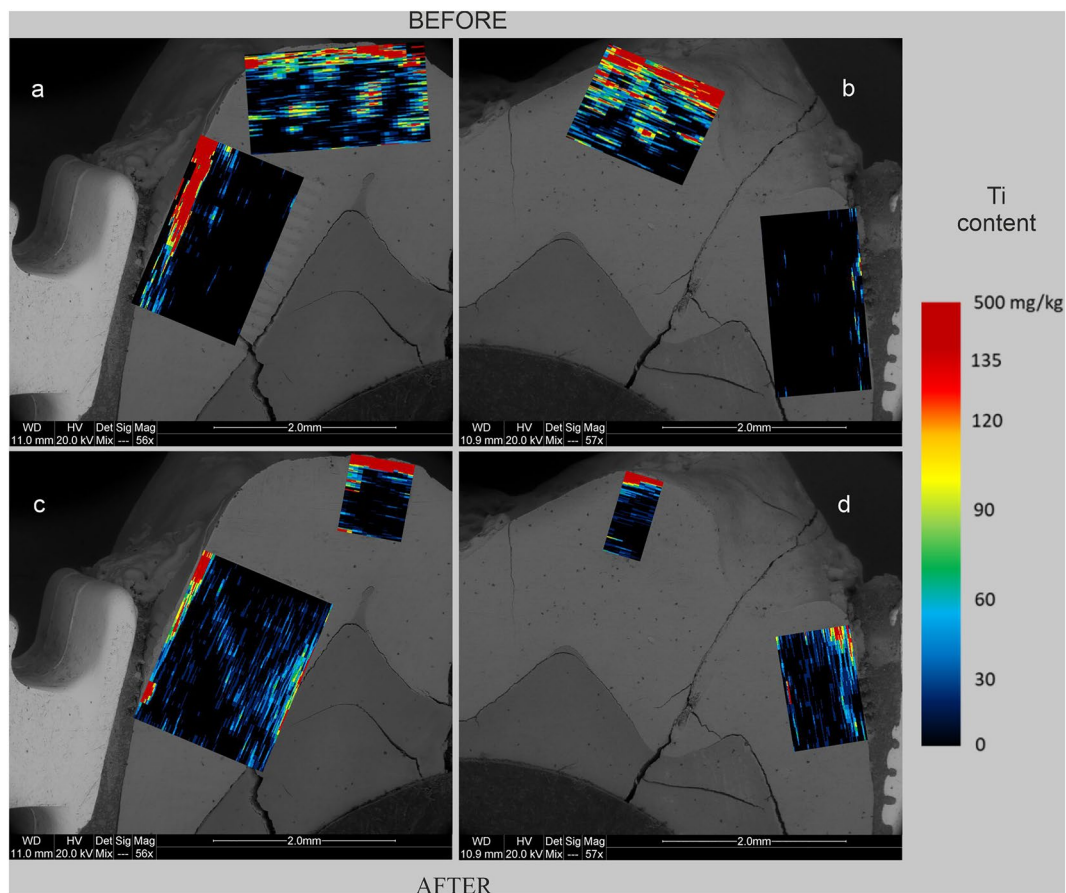 BEFORE
a
b
WD HV Det Sig Mag
11.0 mm 20.0 kV Mix --- 56x
2.0mm
WD HV Det Sig Mag
10.9 mm 20.0 kV Mix --- 57x
2.0mm
c
d
WD HV Det Sig Mag
11.0 mm 20.0 kV Mix --- 56x
2.0mm
WD HV Det Sig Mag
10.9 mm 20.0 kV Mix --- 57x
2.0mm
AFTER
Ti
content
500 mg/kg
135
120
90
60
30
0